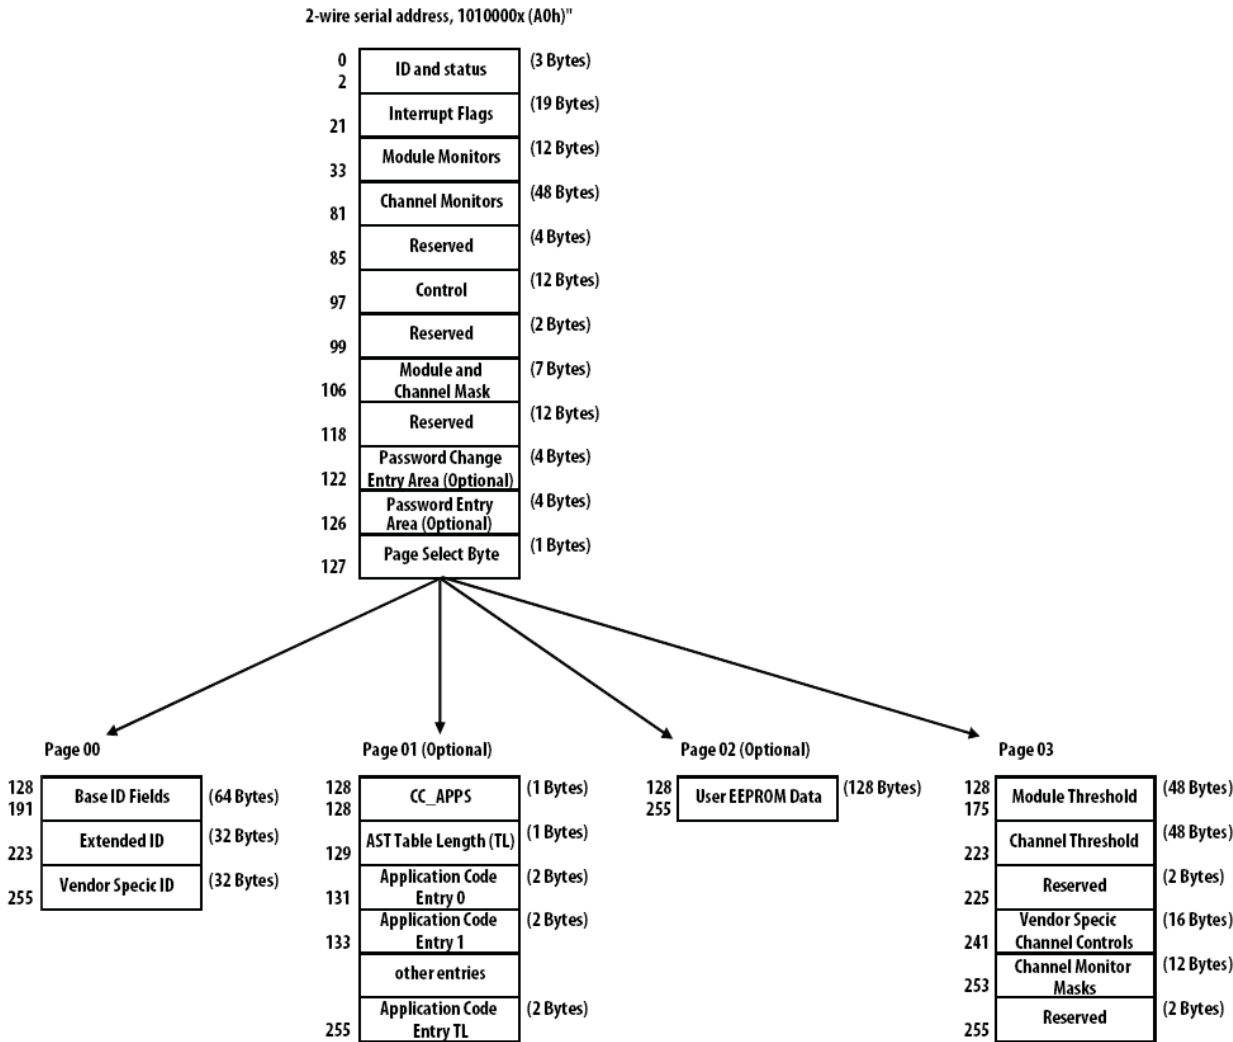 2-wire serial address, 1010000x (A0h)"
0
2
ID and status
(3 Bytes)
21
Interrupt Flags
(19 Bytes)
33
Module Monitors
(12 Bytes)
81
Channel Monitors
(48 Bytes)
85
Reserved
(4 Bytes)
97
Control
(12 Bytes)
99
Reserved
(2 Bytes)
106
Module and
Channel Mask
(7 Bytes)
118
Reserved
(12 Bytes)
122
Password Change
Entry Area (Optional)
(4 Bytes)
126
Password Entry
Area (Optional)
(4 Bytes)
127
Page Select Byte
(1 Bytes)
Page 00
128
191
Base ID Fields
(64 Bytes)
223
Extended ID
(32 Bytes)
255
Vendor Specic ID
(32 Bytes)
Page 01 (Optional)
128
128
CC_APPS
(1 Bytes)
129
AST Table Length (TL)
(1 Bytes)
131
Application Code
Entry 0
(2 Bytes)
133
Application Code
Entry 1
(2 Bytes)
other entries
255
Application Code
Entry TL
(2 Bytes)
Page 02 (Optional)
128
255
User EEPROM Data
(128 Bytes)
Page 03
128
175
Module Threshold
(48 Bytes)
223
Channel Threshold
(48 Bytes)
225
Reserved
(2 Bytes)
241
Vendor Specic
Channel Controls
(16 Bytes)
253
Channel Monitor
Masks
(12 Bytes)
255
Reserved
(2 Bytes)